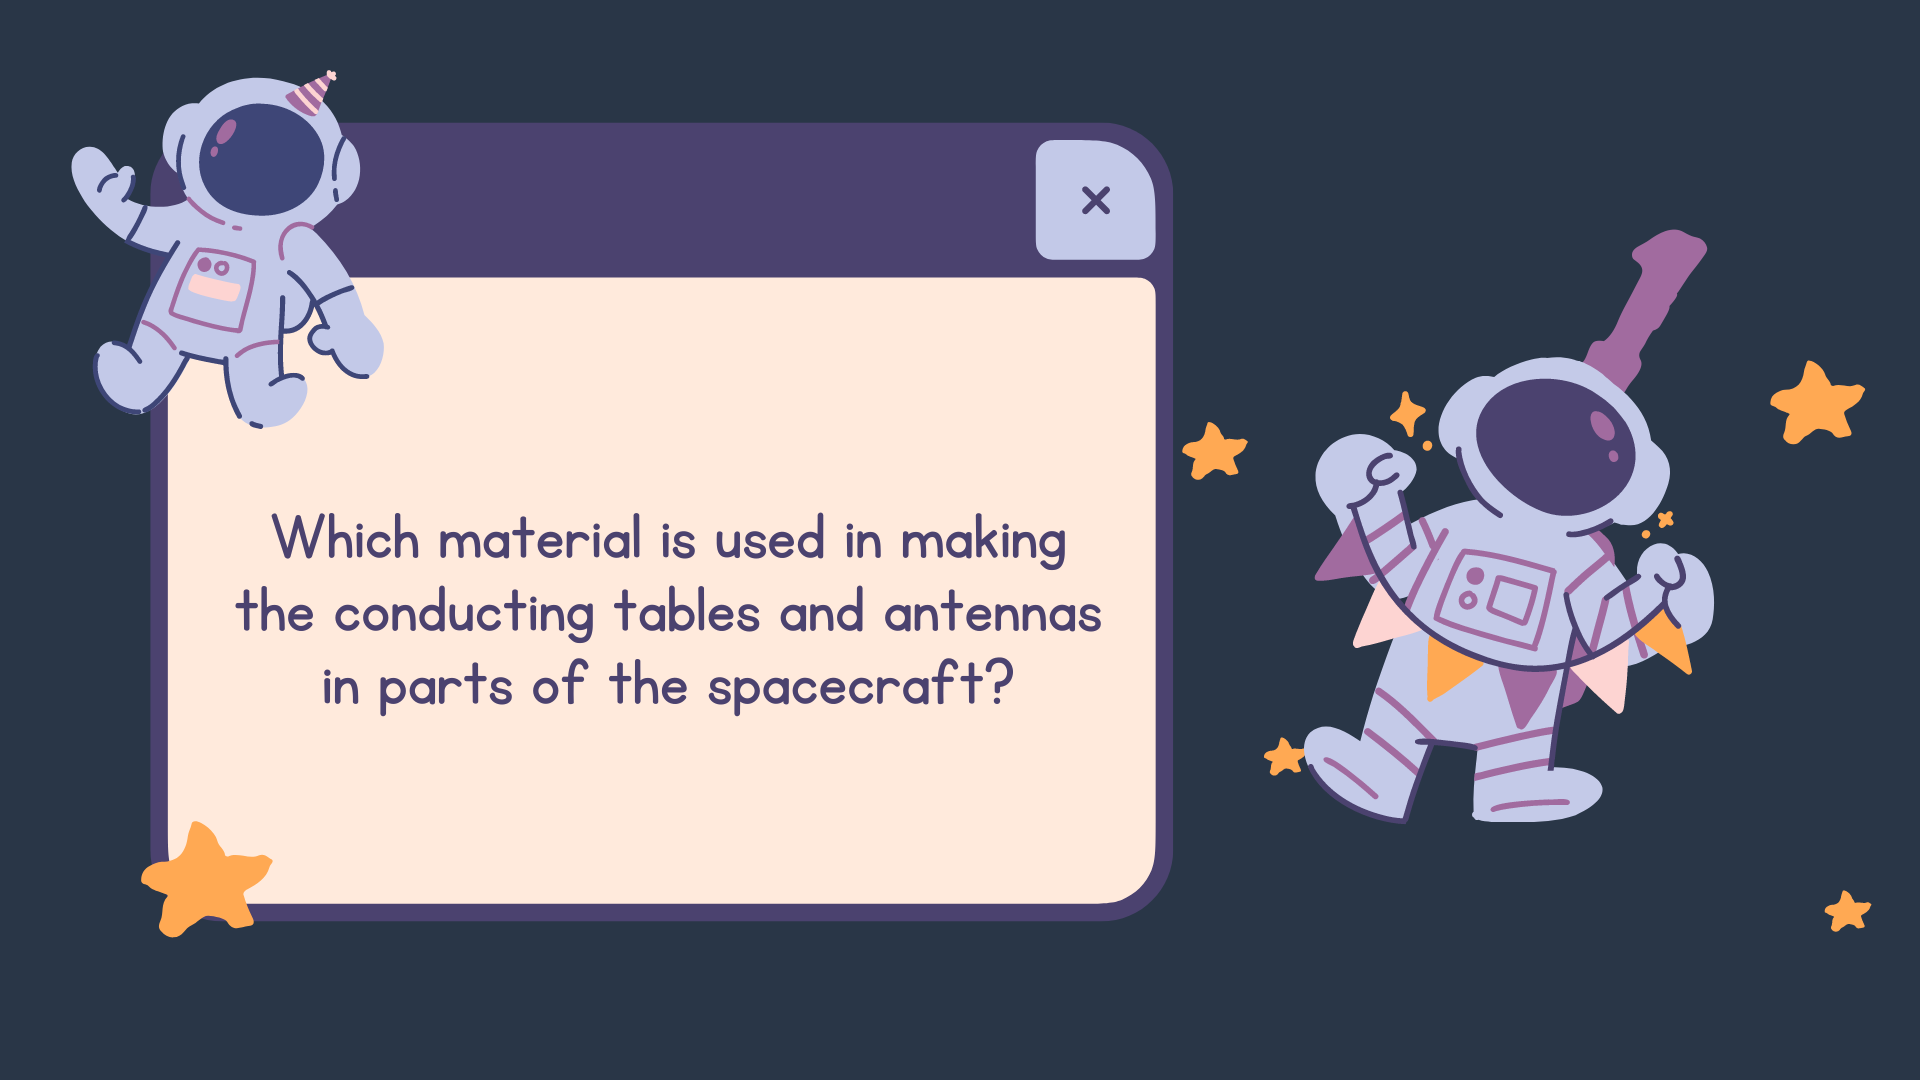 Which material is used in making
the conducting tables and antennas
in parts of the spacecraft?